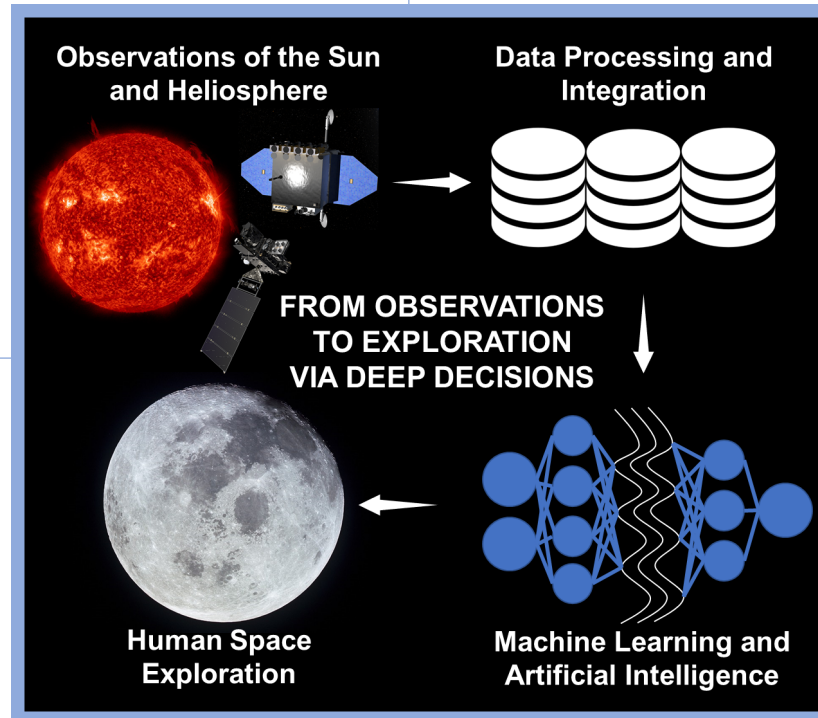 Observations of the Sun
and Heliosphere
Data Processing and
Integration
FROM OBSERVATIONS
TO EXPLORATION
VIA DEEP DECISIONS
Human Space
Exploration
Machine Learning and
Artificial Intelligence